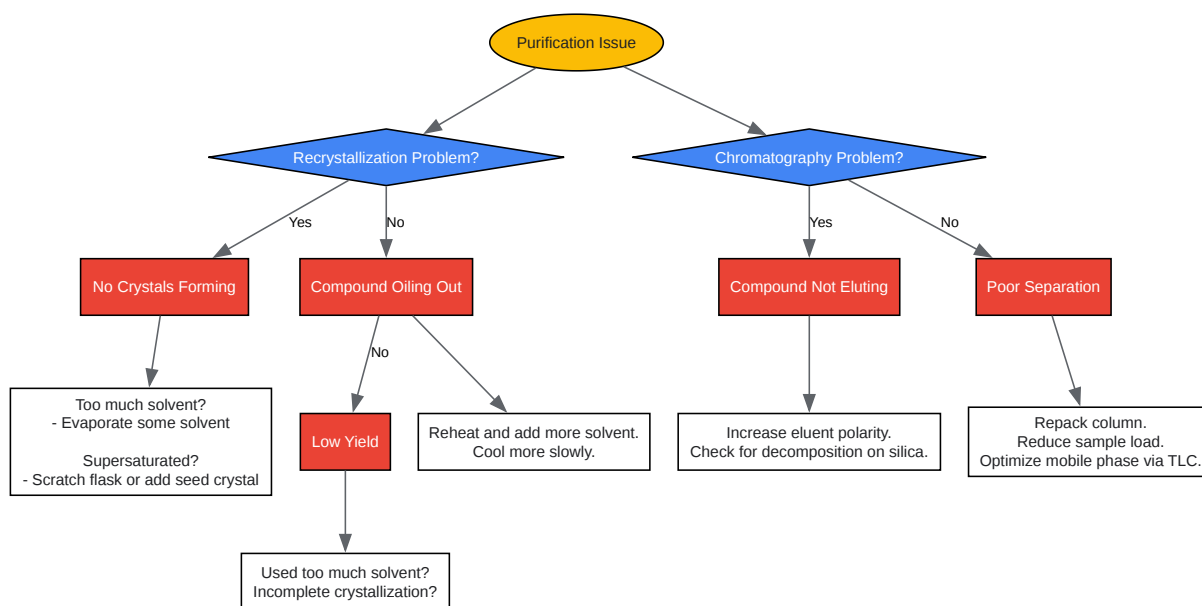 Purification Issue
Recrystallization Problem?
Chromatography Problem?
Yes
No
Yes
No
No Crystals Forming
Compound Oiling Out
Compound Not Eluting
Poor Separation
No
Too much solvent?
- Evaporate some solvent
Supersaturated?
- Scratch flask or add seed crystal
Low Yield
Reheat and add more solvent.
Cool more slowly.
Increase eluent polarity.
Check for decomposition on silica.
Repack column.
Reduce sample load.
Optimize mobile phase via TLC.
Used too much solvent?
Incomplete crystallization?